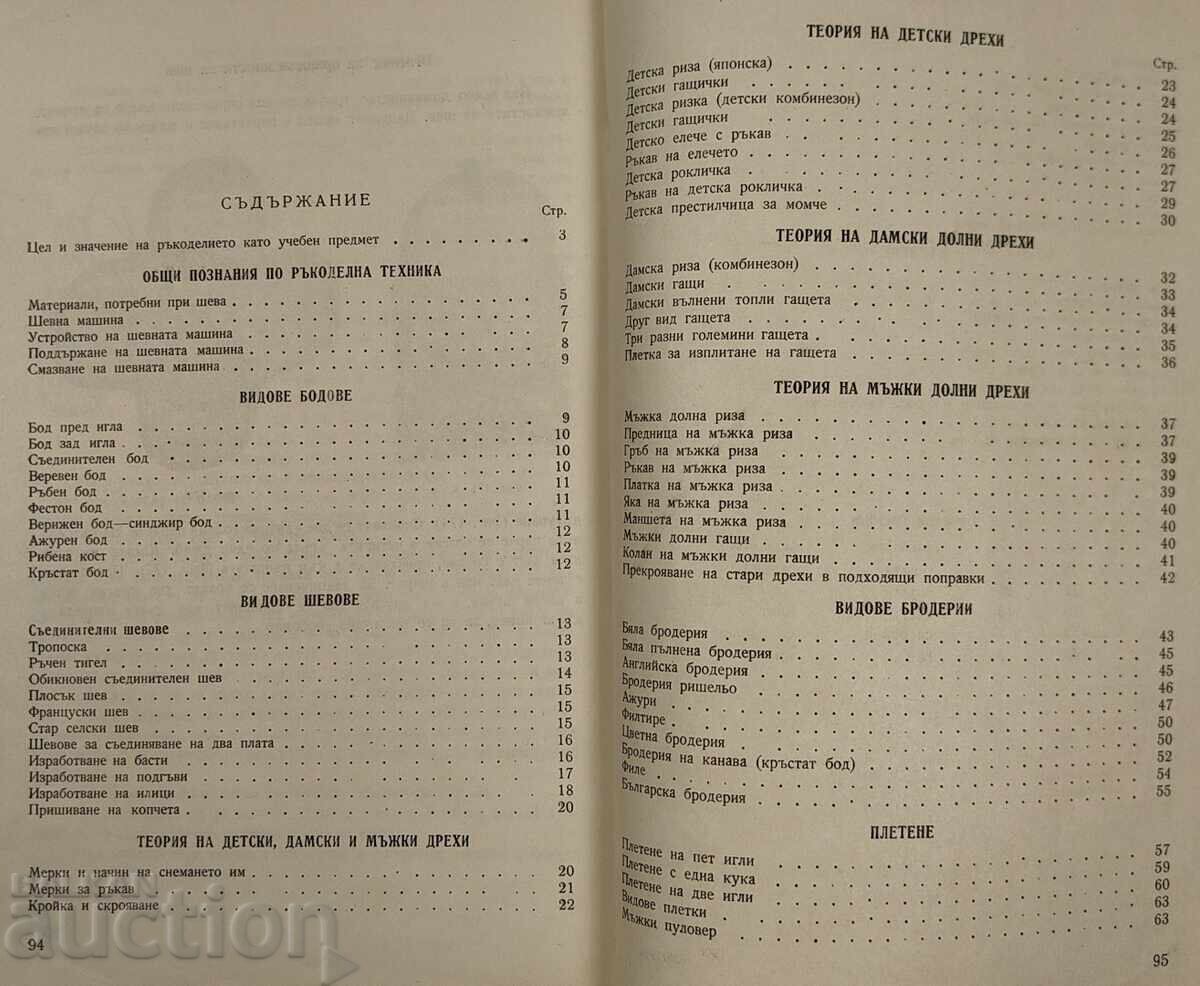 СЪДЪРЖАНИЕ
Стр.
Цел и значение на ръкоделието като учебен предмет . . . . . . . . . 3
ОБЩИ ПОЗНАНИЯ ПО РЪКОДЕЛНА ТЕХНИКА
Материали, потребни при шева . . . . . . . . . 5
Шевна машина . . . . . . . . . 7
Устройство на шевната машина . . . . . . . . . 7
Поддържане на шевната машина . . . . . . . . . 8
Смазване на шевната машина . . . . . . . . . 9
ВИДОВЕ БОДОВЕ
Бод пред игла . . . . . . . . . 9
Бод зад игла . . . . . . . . . 10
Съединителен бод . . . . . . . . . 10
Веревен бод . . . . . . . . . 10
Ръбен бод . . . . . . . . . 11
Фестон бод . . . . . . . . . 11
Верижен бод—синджир бод . . . . . . . . . 11
Ажурен бод . . . . . . . . . 12
Рибена кост . . . . . . . . . 12
Кръстат бод . . . . . . . . . 12
ВИДОВЕ ШЕВОВЕ
Съединителни шевове . . . . . . . . . 13
Тропоска . . . . . . . . . 13
Ръчен тигел . . . . . . . . . 13
Обикновен съединителен шев . . . . . . . . . 14
Плосък шев . . . . . . . . . 15
Француски шев . . . . . . . . . 15
Стар селски шев . . . . . . . . . 15
Шевове за съединяване на два плата . . . . . . . . . 16
Изработване на басти . . . . . . . . . 16
Изработване на подгъви . . . . . . . . . 17
Изработване на илици . . . . . . . . . 18
Пришиване на копчета . . . . . . . . . 20
ТЕОРИЯ НА ДЕТСКИ, ДАМСКИ И МЪЖКИ ДРЕХИ
Мерки и начин на снемането им . . . . . . . . . 20
Мерки за ръкав . . . . . . . . . 21
Кройка и скрояване . . . . . . . . . 22
94
ТЕОРИЯ НА ДЕТСКИ ДРЕХИ
Стр.
Детска риза (японска) . . . . . . . . . 23
Детски гащички . . . . . . . . . 24
Детска ризка (детски комбинезон) . . . . . . . . . 24
Детски гащички . . . . . . . . . 25
Детско елече с ръкав . . . . . . . . . 26
Ръкав на елечето . . . . . . . . . 27
Детска рокличка . . . . . . . . . 27
Ръкав на детска рокличка . . . . . . . . . 29
Детска престилчица за момче . . . . . . . . . 30
ТЕОРИЯ НА ДАМСКИ ДОЛНИ ДРЕХИ
Дамска риза (комбинезон) . . . . . . . . . 32
Дамски гащи . . . . . . . . . 33
Дамски вълнени топли гащета . . . . . . . . . 34
Друг вид гащета . . . . . . . . . 34
Три разни големини гащета . . . . . . . . . 35
Плетка за изплитане на гащета . . . . . . . . . 36
ТЕОРИЯ НА МЪЖКИ ДОЛНИ ДРЕХИ
Мъжка долна риза . . . . . . . . . 37
Предница на мъжка риза . . . . . . . . . 37
Гръб на мъжка риза . . . . . . . . . 39
Ръкав на мъжка риза . . . . . . . . . 39
Платка на мъжка риза . . . . . . . . . 39
Яка на мъжка риза . . . . . . . . . 40
Маншета на мъжка риза . . . . . . . . . 40
Мъжки долни гащи . . . . . . . . . 40
Колан на мъжки долни гащи . . . . . . . . . 41
Прекрояване на стари дрехи в подходящи поправки . . . . . . . . . 42
ВИДОВЕ БРОДЕРИИ
Бяла бродерия . . . . . . . . . 43
Бяла пълнена бродерия . . . . . . . . . 45
Английска бродерия . . . . . . . . . 45
Бродерия ришельо . . . . . . . . . 46
Ажури . . . . . . . . . 47
Филтире . . . . . . . . . 50
Цветна бродерия . . . . . . . . . 50
Бродерия на канава (кръстат бод) . . . . . . . . . 52
Филе . . . . . . . . . 54
Българска бродерия . . . . . . . . . 55
ПЛЕТЕНЕ
Плетене на пет игли . . . . . . . . . 57
Плетене с една кука . . . . . . . . . 59
Плетене на две игли . . . . . . . . . 60
Видове плетки . . . . . . . . . 63
Мъжки пуловер . . . . . . . . . 63
95
BALKAN
auction